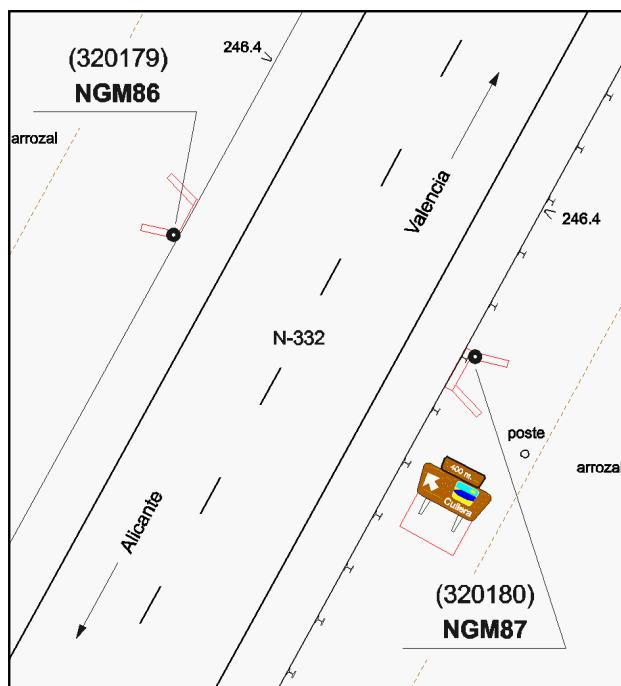 (320179)
NGM86
246.4
arrozal
Valencia
246.4
N-332
poste
400 m.
Cullera
arrozal
Alicante
(320180)
NGM87